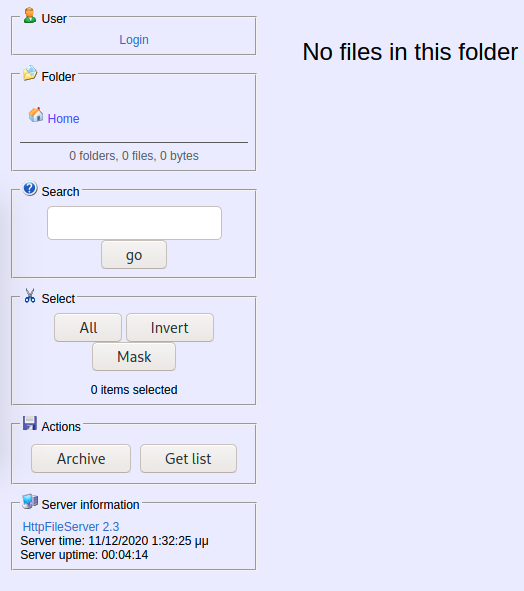 User
Login
Folder
Home
0 folders, 0 files, 0 bytes
Search
go
Select
All Invert
Mask
0 items selected
Actions
Archive Get list
Server information
HttpFileServer 2.3
Server time: 11/12/2020 1:32:25 μμ
Server uptime: 00:04:14
No files in this folder